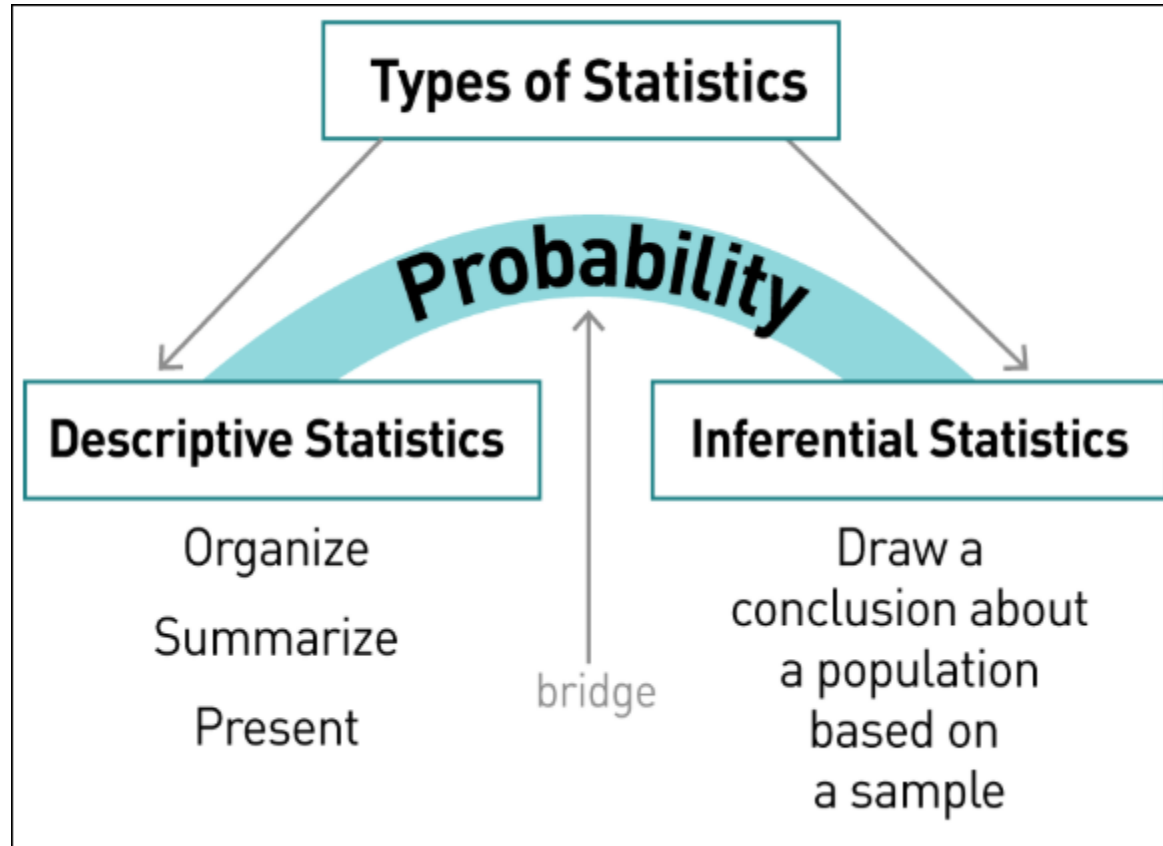 Types of Statistics
Probability
Descriptive Statistics
Organize
Summarize
Present
bridge
Inferential Statistics
Draw a
conclusion about
a population
based on
a sample